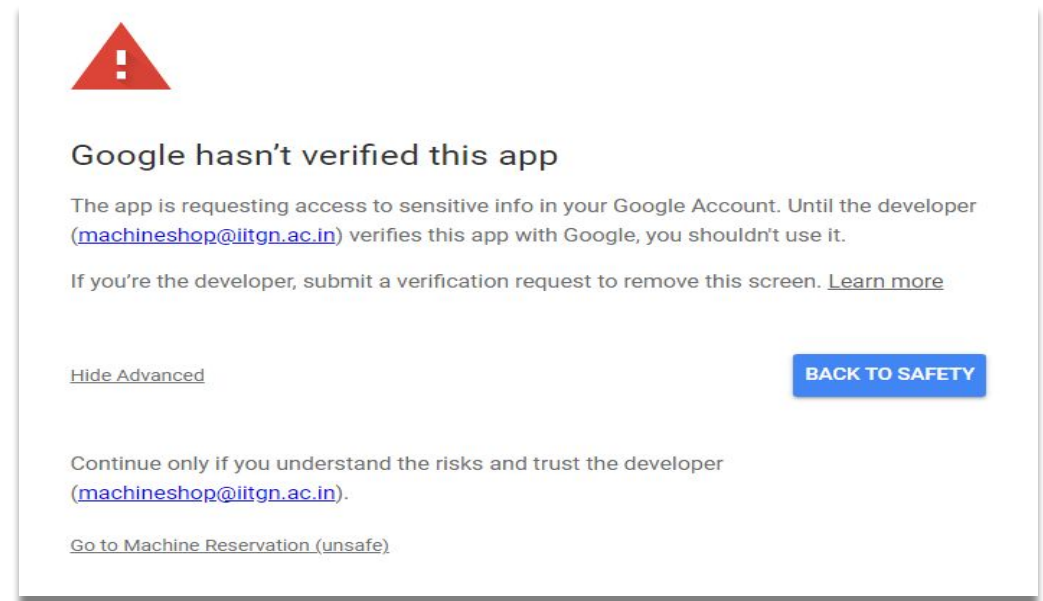 Google hasn't verified this app
The app is requesting access to sensitive info in your Google Account. Until the developer
(machineshop@iitgn.ac.in) verifies this app with Google, you shouldn't use it.
If you're the developer, submit a verification request to remove this screen. Learn more
Hide Advanced
BACK TO SAFETY
Continue only if you understand the risks and trust the developer
(machineshop@iitgn.ac.in).
Go to Machine Reservation (unsafe)